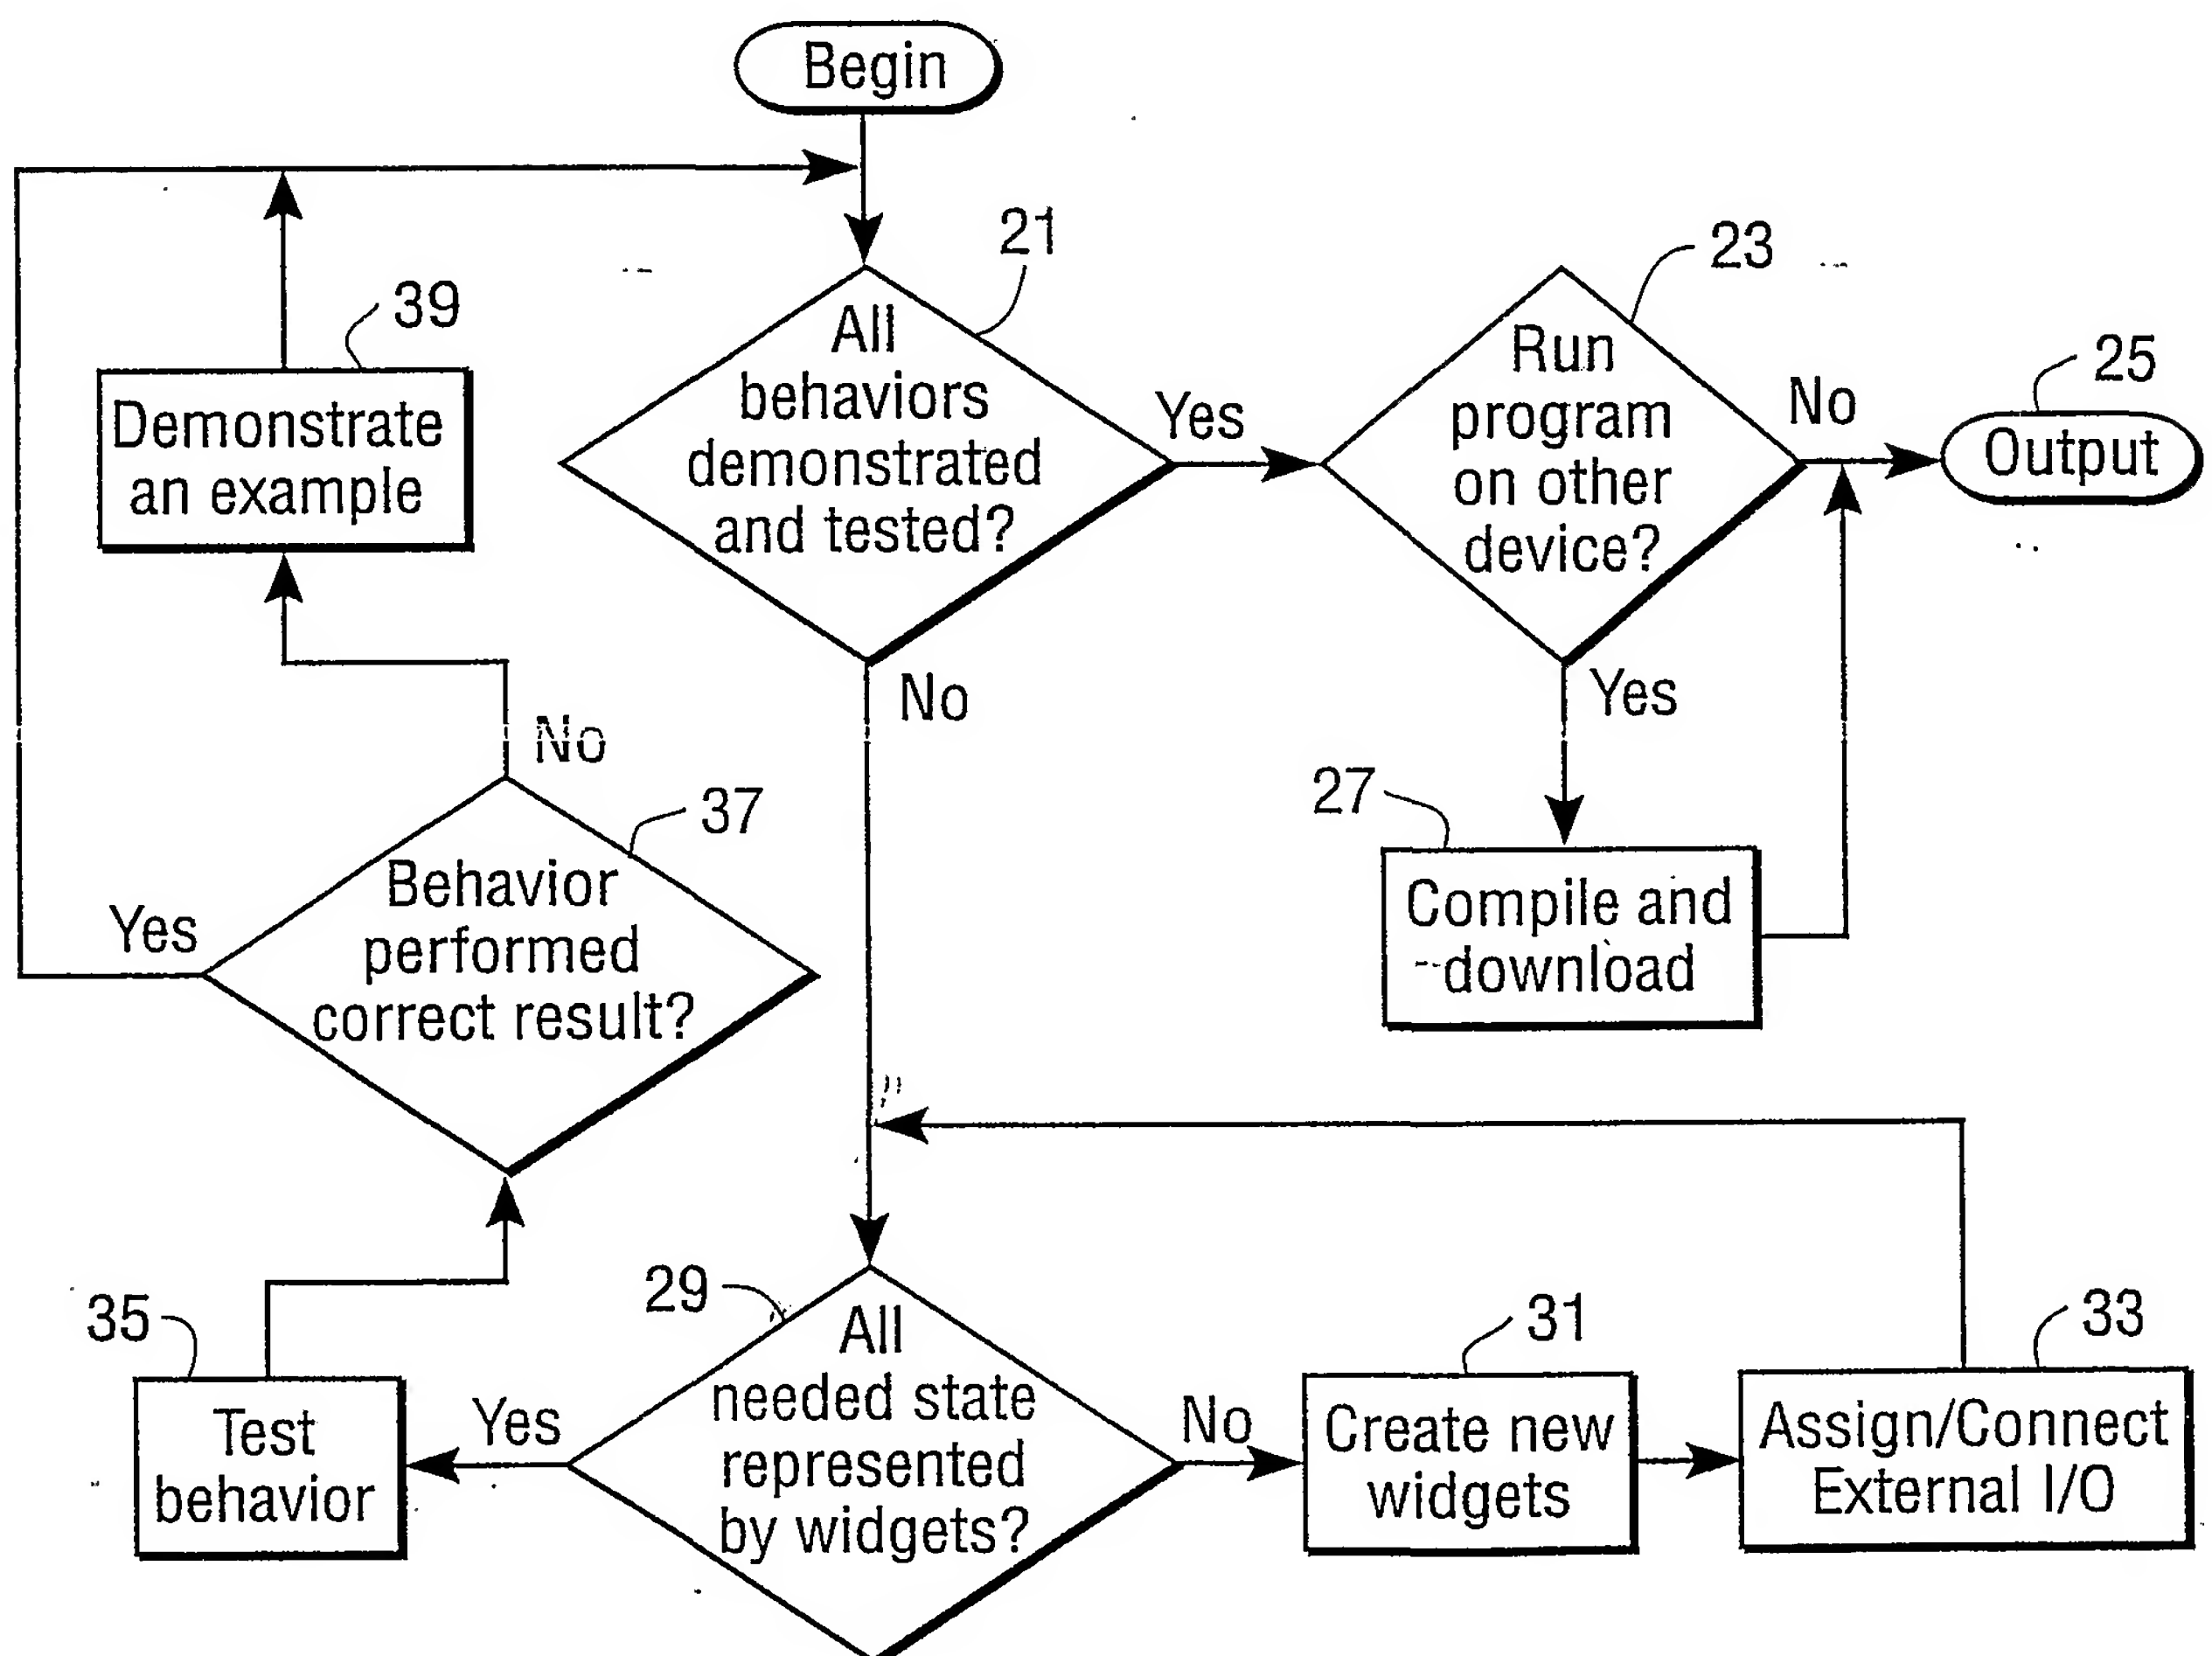 Begin
21
All
behaviors
demonstrated
and tested?
Yes
No
23
Run
program
on other
device?
No
Yes
25
Output
27
Compile and
download
39
Demonstrate
an example
No
37
Behavior
performed
correct result?
Yes
29
All
needed state
represented
by widgets?
Yes
No
35
Test
behavior
31
Create new
widgets
33
Assign/Connect
External I/O